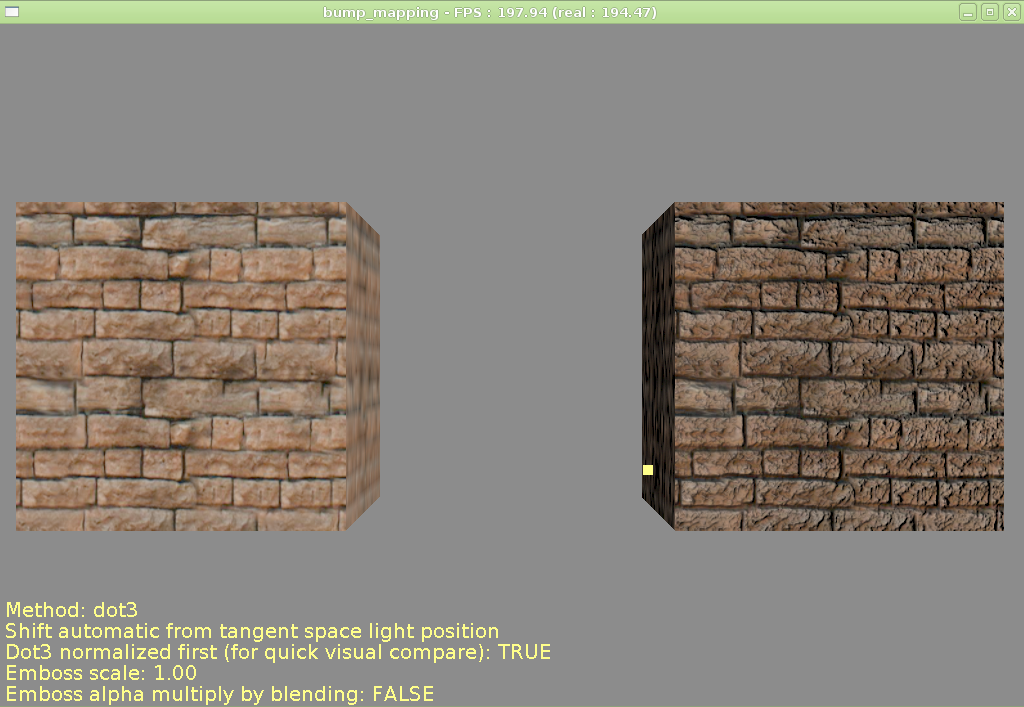 bump_mapping - FPS : 197.94 (real : 194.47)
Method: dot3
Shift automatic from tangent space light position
Dot3 normalized first (for quick visual compare): TRUE
Emboss scale: 1.00
Emboss alpha multiply by blending: FALSE